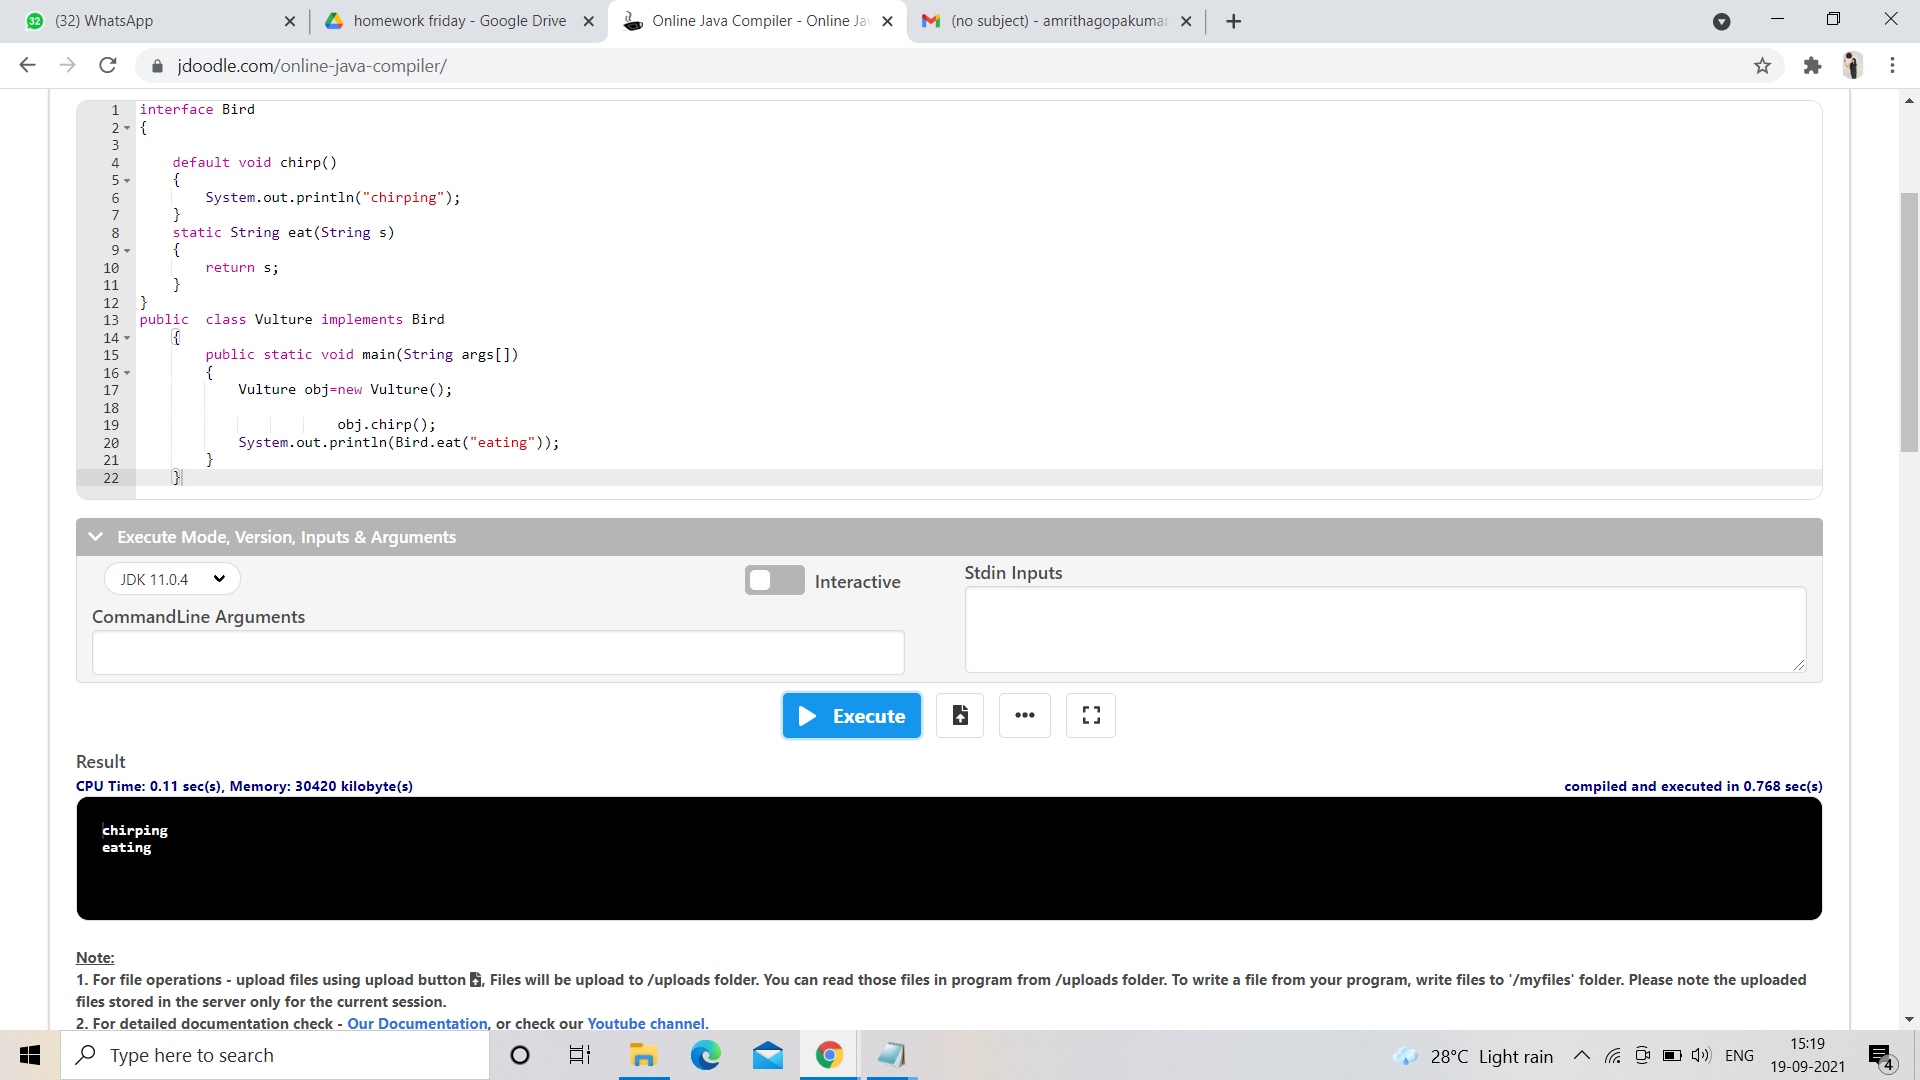 32 (32) WhatsApp
homework friday - Google Drive
Online Java Compiler - Online Ja
(no subject) - amrithagopakumar
jdoodle.com/online-java-compiler/
1 interface Bird
2 {
3
4 default void chirp()
5 {
6 System.out.println("chirping");
7 }
8 static String eat(String s)
9 {
10 return s;
11 }
12 }
13 public  class Vulture implements Bird
14 {
15 public static void main(String args[])
16 {
17 Vulture obj=new Vulture();
18
19 obj.chirp();
20 System.out.println(Bird.eat("eating"));
21 }
22 }
Execute Mode, Version, Inputs & Arguments
JDK 11.0.4
Interactive
Stdin Inputs
CommandLine Arguments
Execute
Result
CPU Time: 0.11 sec(s), Memory: 30420 kilobyte(s)
compiled and executed in 0.768 sec(s)
chirping
eating
Note:
1. For file operations - upload files using upload button , Files will be upload to /uploads folder. You can read those files in program from /uploads folder. To write a file from your program, write files to '/myfiles' folder. Please note the uploaded
files stored in the server only for the current session.
2. For detailed documentation check - Our Documentation, or check our Youtube channel.
Type here to search
28°C Light rain
ENG
15:19
19-09-2021
4